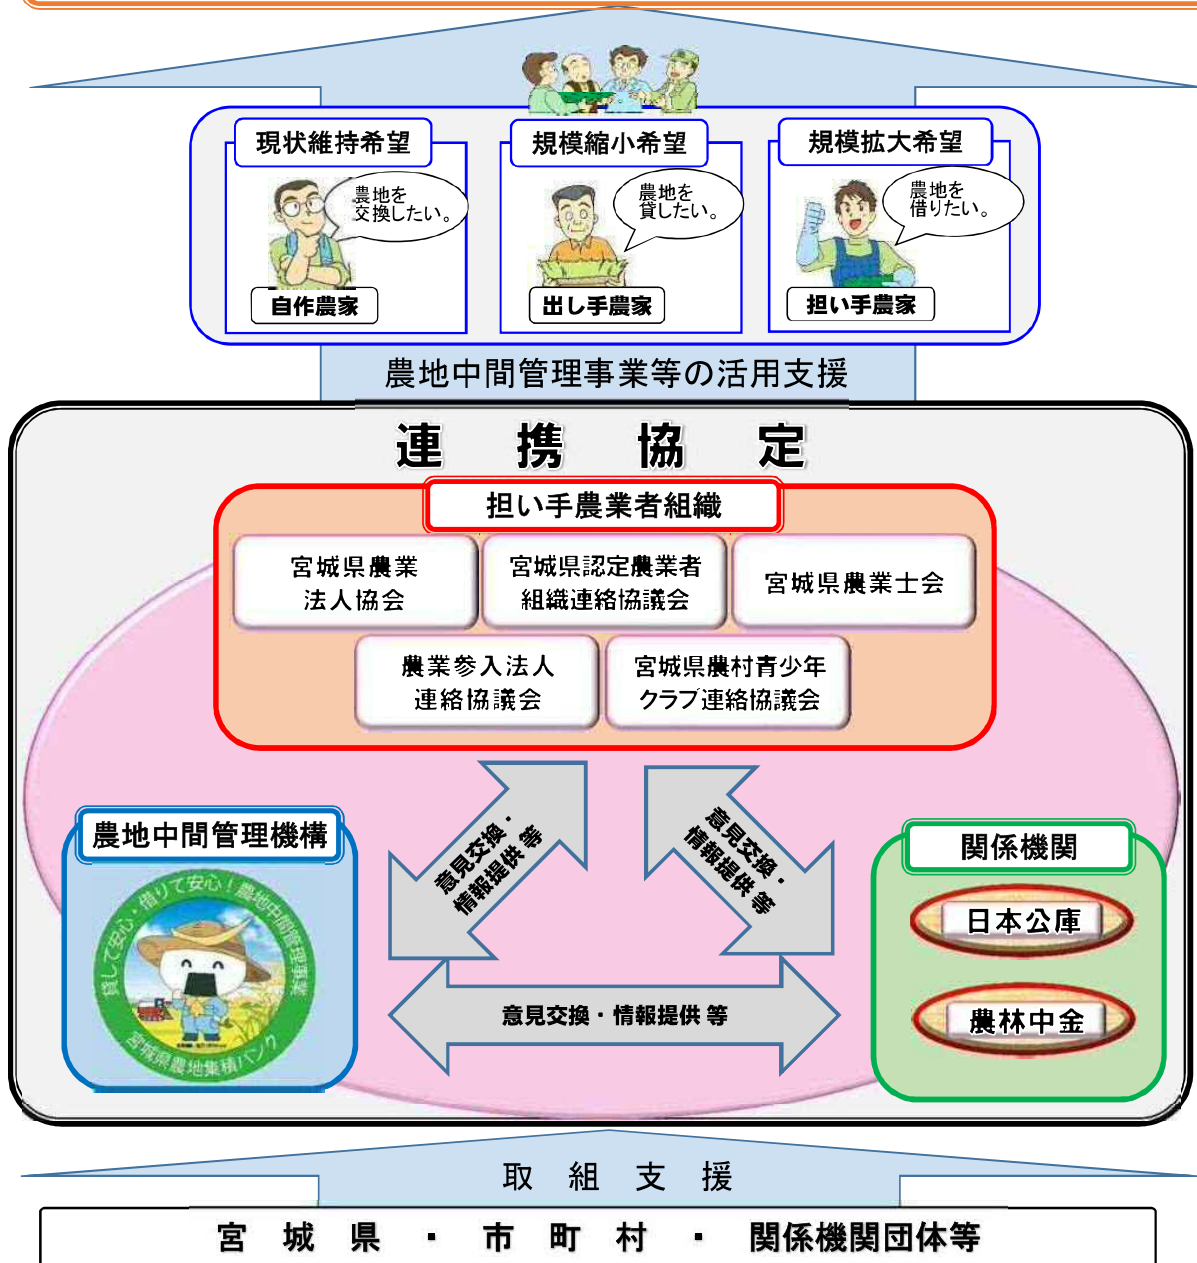 現状維持希望
規模縮小希望
規模拡大希望
農地を
交換したい。
農地を
貸したい。
農地を
借りたい。
自作農家
出し手農家
担い手農家
農地中間管理事業等の活用支援
連携協定
担い手農業者組織
宮城県農業
法人協会
宮城県認定農業者
組織連絡協議会
宮城県農業士会
農業参入法人
連絡協議会
宮城県農村青少年
クラブ連絡協議会
意見交換・
情報提供 等
意見交換・
情報提供 等
農地中間管理機構
貸して安心・借りて安心！農地中間管理事業
宮城県農地集積バンク
関係機関
日本公庫
農林中金
意見交換・情報提供 等
取組支援
宮城県・市町村・関係機関団体等